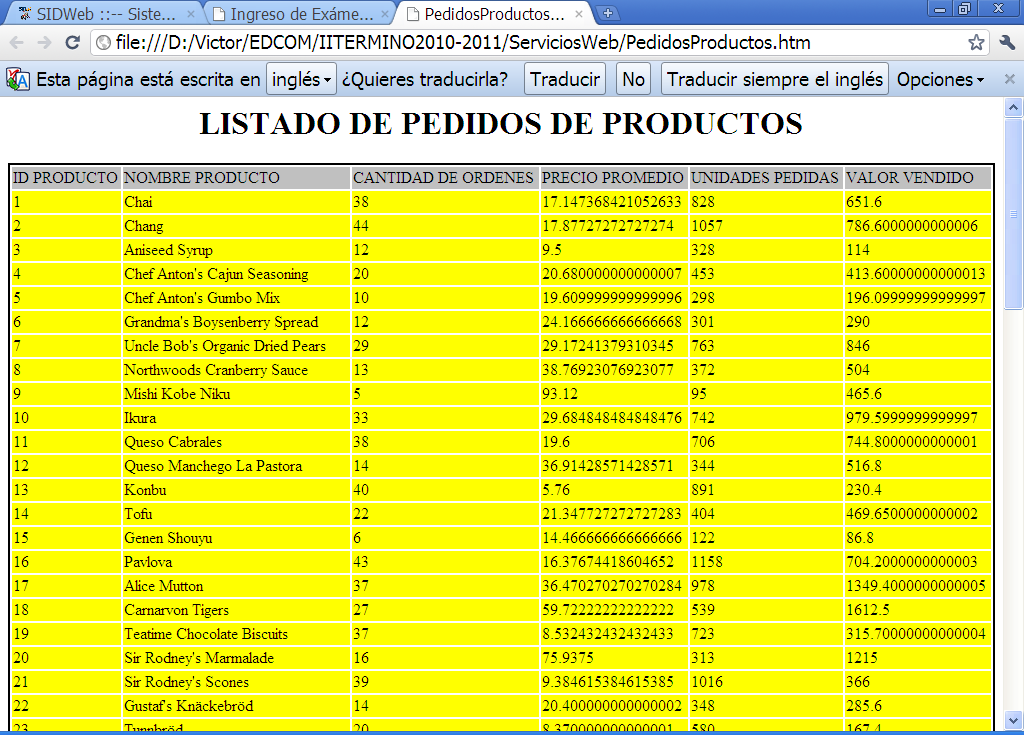 SIDWeb ::-- Siste...
Ingreso de Exáme...
PedidosProductos...
file:///D:/Victor/EDCOM/IITERMINO2010-2011/ServiciosWeb/PedidosProductos.htm
Esta página está escrita en inglés ¿Quieres traducirla? Traducir No Traducir siempre el inglés Opciones
LISTADO DE PEDIDOS DE PRODUCTOS
ID PRODUCTO NOMBRE PRODUCTO CANTIDAD DE ORDENES PRECIO PROMEDIO UNIDADES PEDIDAS VALOR VENDIDO
1 Chai 38 17.147368421052633 828 651.6
2 Chang 44 17.87727272727274 1057 786.6000000000006
3 Aniseed Syrup 12 9.5 328 114
4 Chef Anton's Cajun Seasoning 20 20.680000000000007 453 413.60000000000013
5 Chef Anton's Gumbo Mix 10 19.609999999999996 298 196.09999999999997
6 Grandma's Boysenberry Spread 12 24.166666666666668 301 290
7 Uncle Bob's Organic Dried Pears 29 29.17241379310345 763 846
8 Northwoods Cranberry Sauce 13 38.76923076923077 372 504
9 Mishi Kobe Niku 5 93.12 95 465.6
10 Ikura 33 29.684848484848476 742 979.5999999999997
11 Queso Cabrales 38 19.6 706 744.8000000000001
12 Queso Manchego La Pastora 14 36.91428571428571 344 516.8
13 Konbu 40 5.76 891 230.4
14 Tofu 22 21.347727272727283 404 469.6500000000002
15 Genen Shouyu 6 14.466666666666666 122 86.8
16 Pavlova 43 16.37674418604652 1158 704.2000000000003
17 Alice Mutton 37 36.470270270270284 978 1349.4000000000005
18 Carnarvon Tigers 27 59.72222222222222 539 1612.5
19 Teatime Chocolate Biscuits 37 8.532432432432433 723 315.70000000000004
20 Sir Rodney's Marmalade 16 75.9375 313 1215
21 Sir Rodney's Scones 39 9.384615384615385 1016 366
22 Gustaf's Knäckebröd 14 20.400000000000002 348 285.6
23 Tunnbröd 20 8.370000000000001 580 167.4